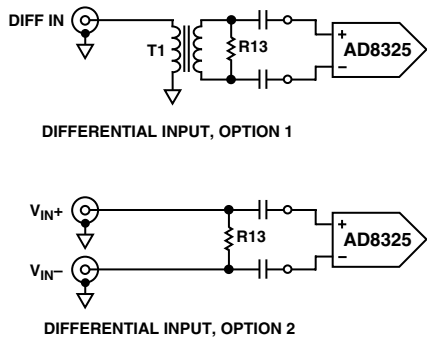 DIFF IN
T1
R13
+
−
AD8325
DIFFERENTIAL INPUT, OPTION 1
VIN+
R13
+
−
AD8325
VIN−
DIFFERENTIAL INPUT, OPTION 2